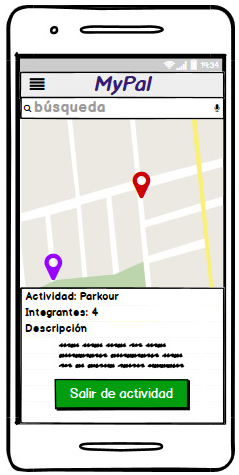 19:34
MyPal
búsqueda
Actividad: Parkour
Integrantes: 4
Descripción
Salir de actividad